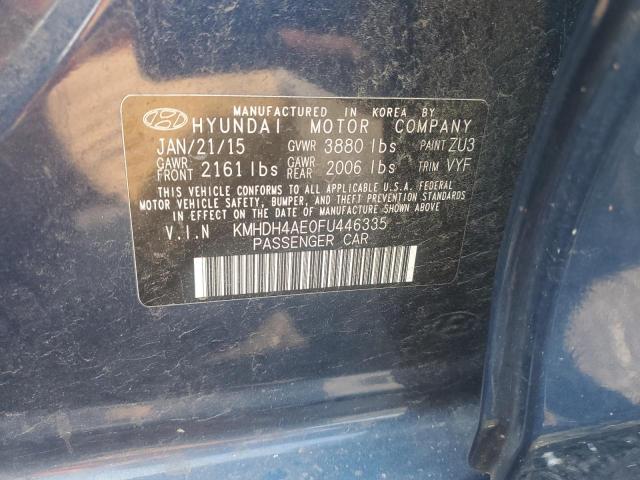 MANUFACTURED IN KOREA BY
HYUNDAI MOTOR COMPANY
JAN/21/15 GVWR 3880 lbs PAINT ZU3
GAWR FRONT 2161 lbs GAWR REAR 2006 lbs TRIM VYF
THIS VEHICLE CONFORMS TO ALL APPLICABLE U.S.A. FEDERAL
MOTOR VEHICLE SAFETY, BUMPER, AND THEFT PREVENTION STANDARDS
IN EFFECT ON THE DATE OF MANUFACTURE SHOWN ABOVE
V.I.N KMHDH4AE0FU446335
PASSENGER CAR